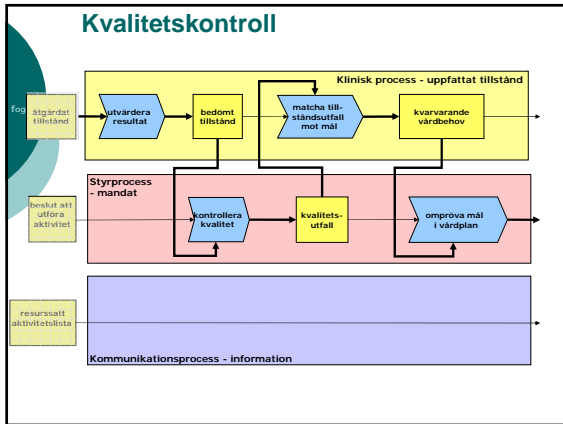 Kvalitetskontroll
Klinisk process - uppfattat tillstånd
fog
åtgärdat
tillstånd
utvärdera
resultat
bedömt
tillstånd
matcha till-
ståndsutfall
mot mål
kvarvarande
vårdbehov
Styrprocess
- mandat
beslut att
utföra
aktivitet
kontrollera
kvalitet
kvalitets-
utfall
ompröva mål
i vårdplan
resurssatt
aktivitetslista
Kommunikationsprocess - information